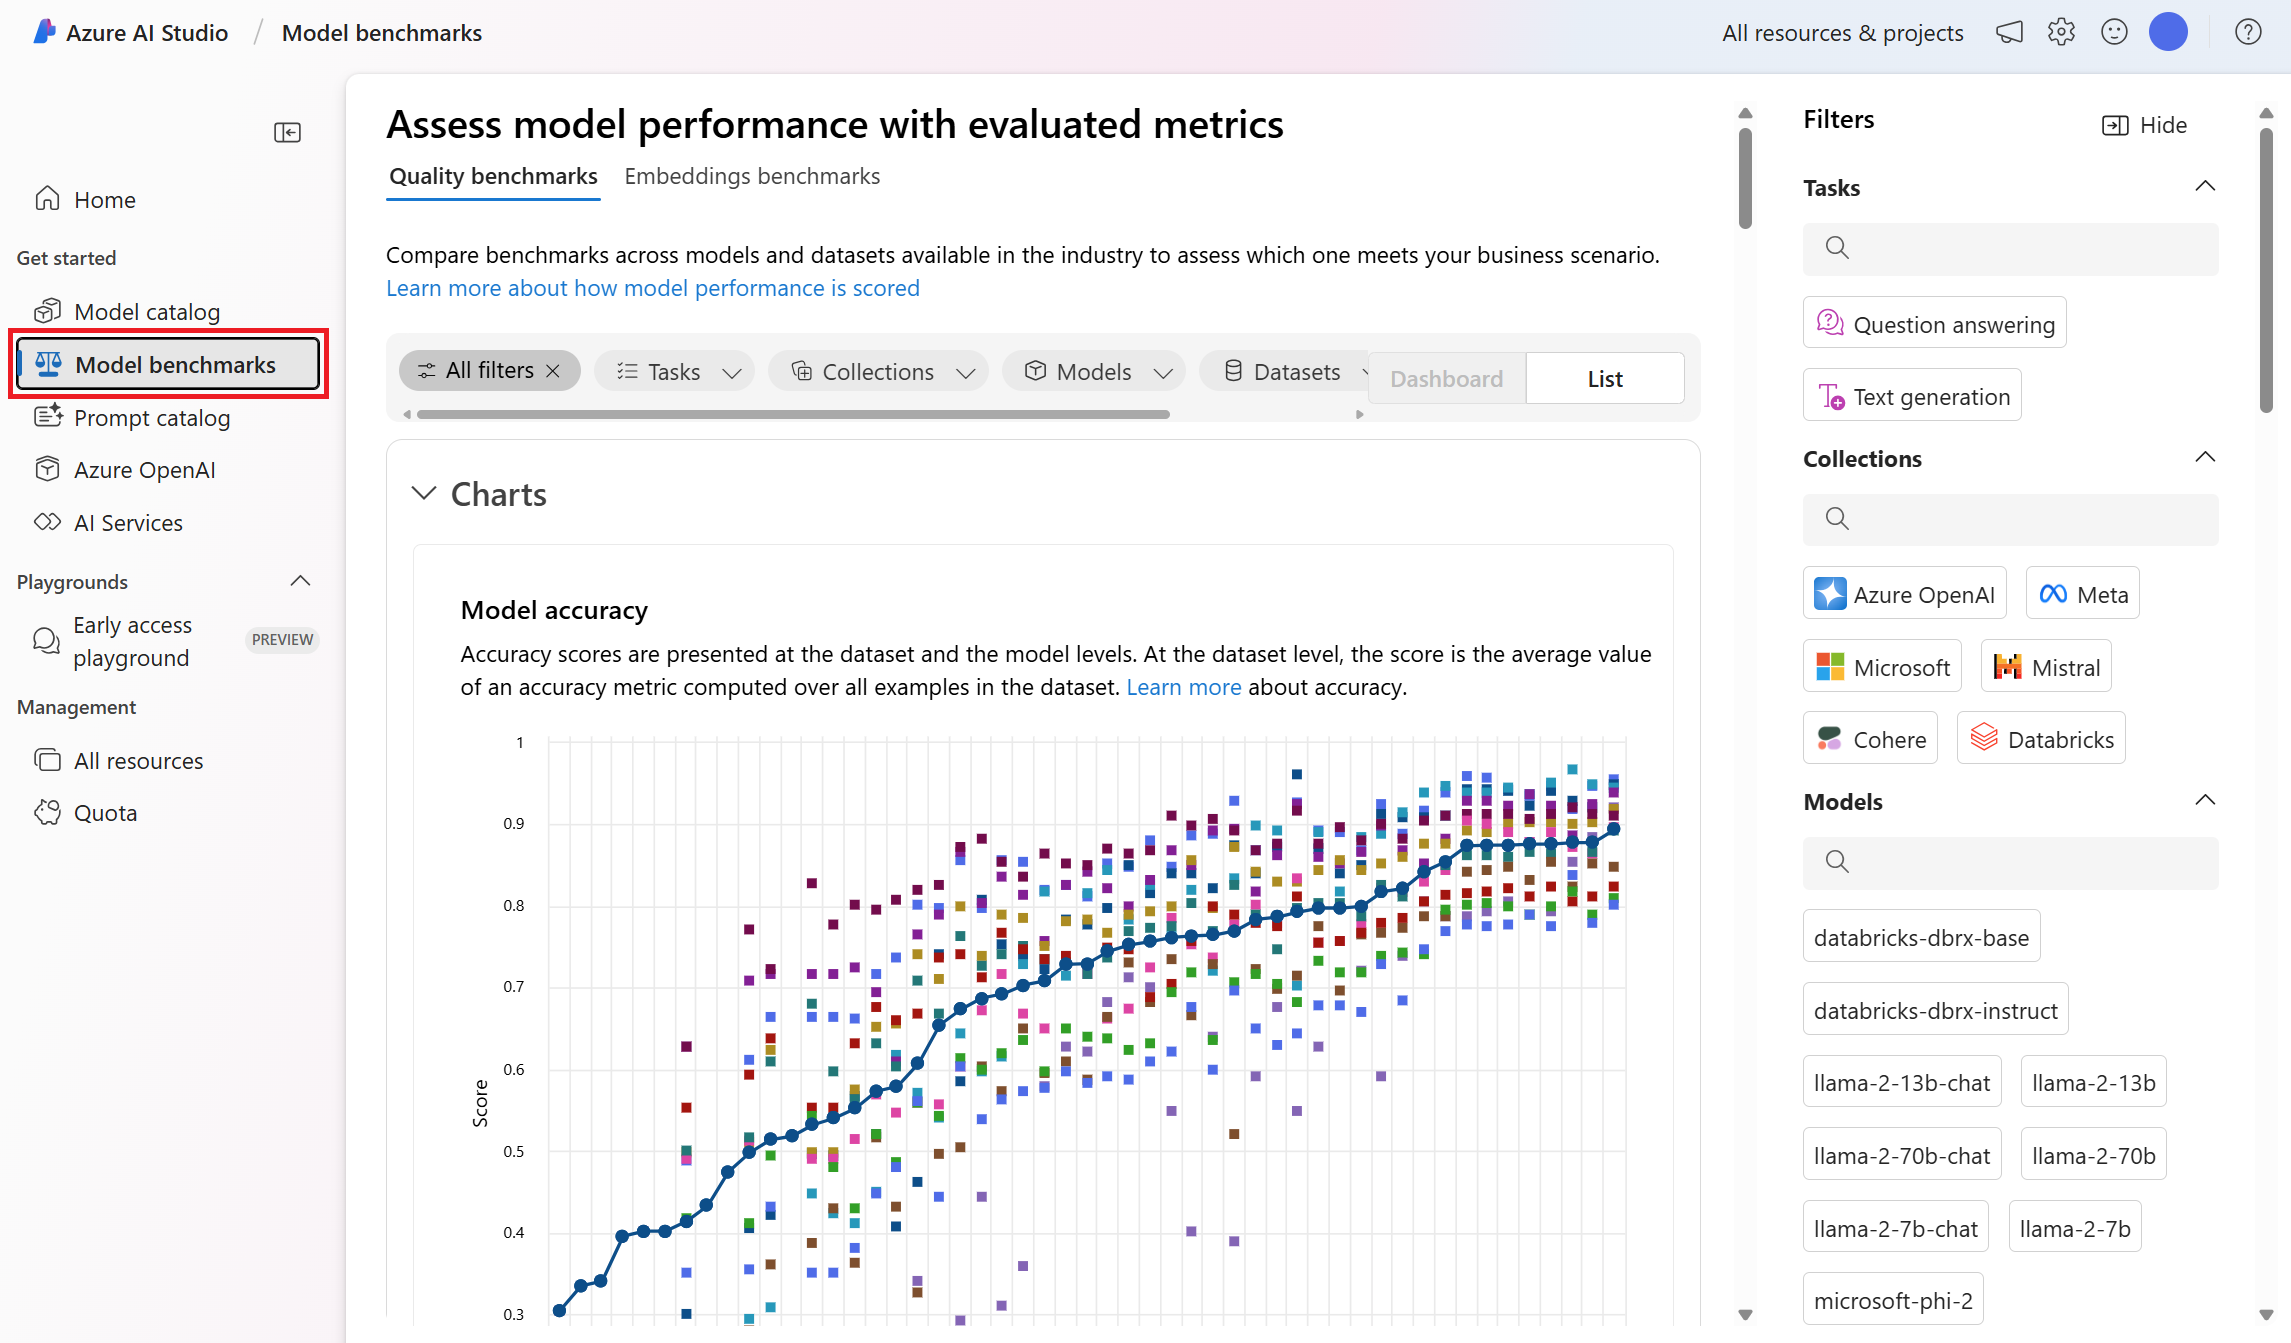 Azure AI Studio / Model benchmarks
All resources & projects
Home
Get started
Model catalog
Model benchmarks
Prompt catalog
Azure OpenAI
AI Services
Playgrounds
Early access
playground
PREVIEW
Management
All resources
Quota
Assess model performance with evaluated metrics
Quality benchmarks
Embeddings benchmarks
Compare benchmarks across models and datasets available in the industry to assess which one meets your business scenario.
Learn more about how model performance is scored
All filters
Tasks
Collections
Models
Datasets
Dashboard
List
Charts
Model accuracy
Accuracy scores are presented at the dataset and the model levels. At the dataset level, the score is the average value
of an accuracy metric computed over all examples in the dataset. Learn more about accuracy.
1
0.9
0.8
0.7
0.6
0.5
0.4
0.3
Score
Filters
Hide
Tasks
Question answering
Text generation
Collections
Azure OpenAI
Meta
Microsoft
Mistral
Cohere
Databricks
Models
databricks-dbrx-base
databricks-dbrx-instruct
llama-2-13b-chat
llama-2-13b
llama-2-70b-chat
llama-2-70b
llama-2-7b-chat
llama-2-7b
microsoft-phi-2